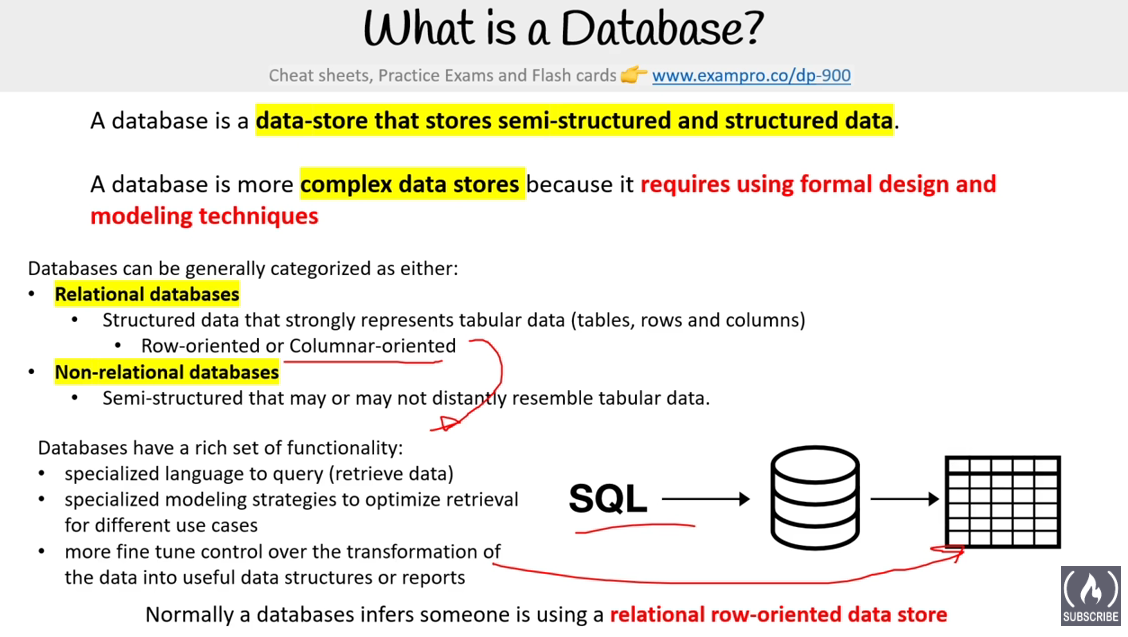 What is a Database?
Cheat sheets, Practice Exams and Flash cards 👉 www.exampro.co/dp-900
A database is a data-store that stores semi-structured and structured data.
A database is more complex data stores because it requires using formal design and
modeling techniques
Databases can be generally categorized as either:
• Relational databases
• Structured data that strongly represents tabular data (tables, rows and columns)
• Row-oriented or Columnar-oriented
• Non-relational databases
• Semi-structured that may or may not distantly resemble tabular data.
Databases have a rich set of functionality:
• specialized language to query (retrieve data)
• specialized modeling strategies to optimize retrieval
for different use cases
• more fine tune control over the transformation of
the data into useful data structures or reports
SQL
Normally a databases infers someone is using a relational row-oriented data store
SUBSCRIBE